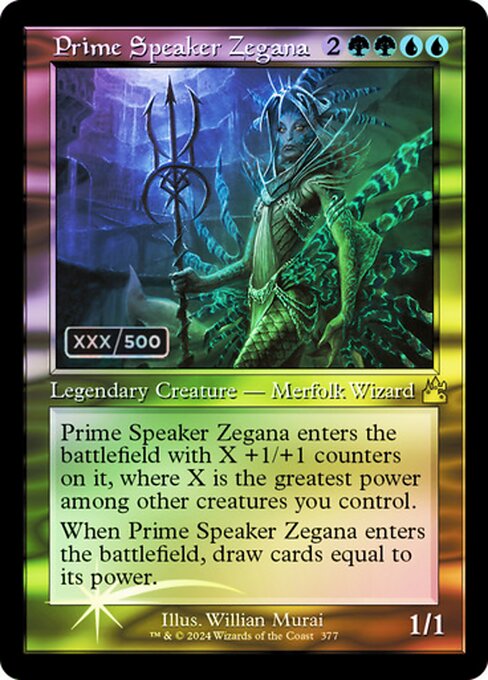 Prime Speaker Zegana 2
XXX/500
Legendary Creature — Merfolk Wizard
Prime Speaker Zegana enters the
battlefield with X +1/+1 counters
on it, where X is the greatest power
among other creatures you control.
When Prime Speaker Zegana enters
the battlefield, draw cards equal to
its power.
Illus. Willian Murai
™ & © 2024 Wizards of the Coast 377
1/1